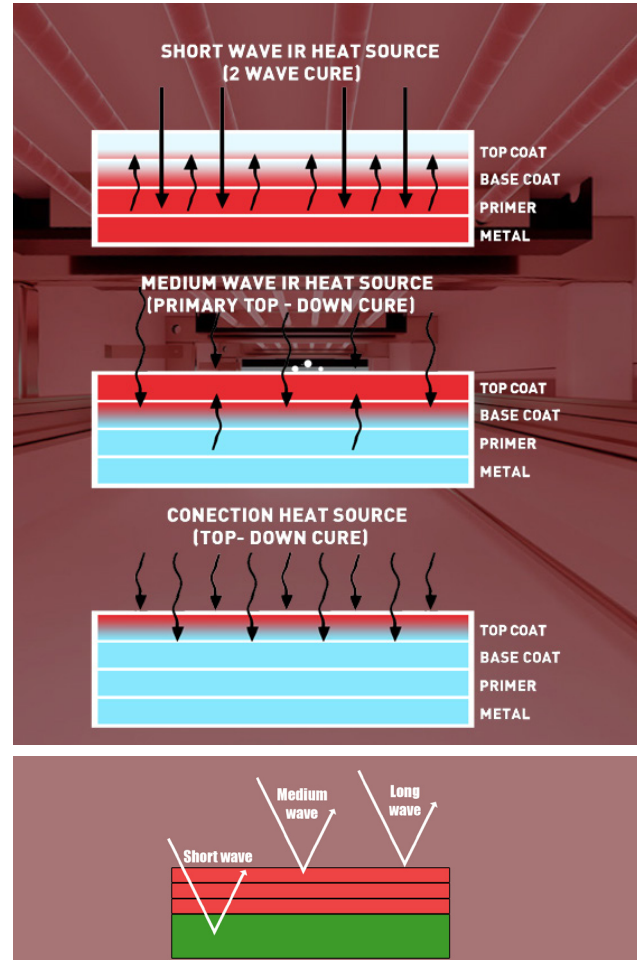 SHORT WAVE IR HEAT SOURCE
(2 WAVE CURE)
TOP COAT
BASE COAT
PRIMER
METAL
MEDIUM WAVE IR HEAT SOURCE
(PRIMARY TOP - DOWN CURE)
TOP COAT
BASE COAT
PRIMER
METAL
CONECTION HEAT SOURCE
(TOP- DOWN CURE)
TOP COAT
BASE COAT
PRIMER
METAL
Short wave
Medium
wave
Long
wave